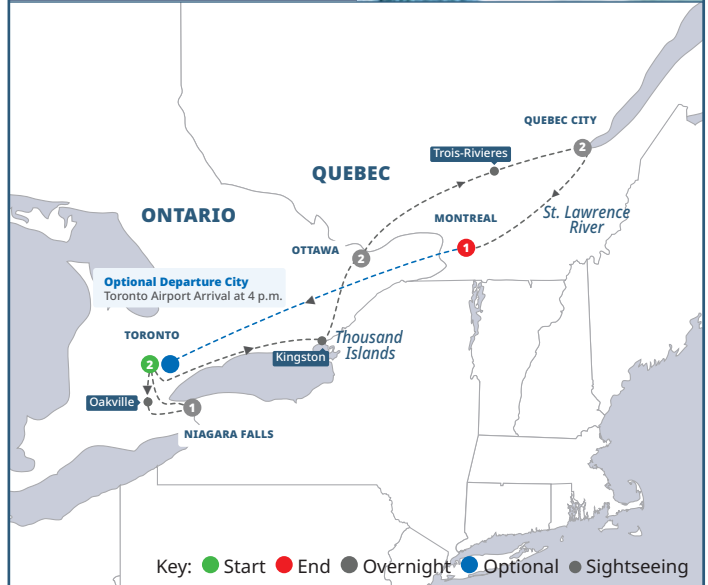 QUEBEC CITY
2
Trois-Rivieres
QUEBEC
ONTARIO
MONTREAL
St. Lawrence
River
1
OTTAWA
2
Optional Departure City
Toronto Airport Arrival at 4 p.m.
TORONTO
2
Thousand
Islands
Kingston
Oakville
1
NIAGARA FALLS
Key: Start End Overnight Optional Sightseeing